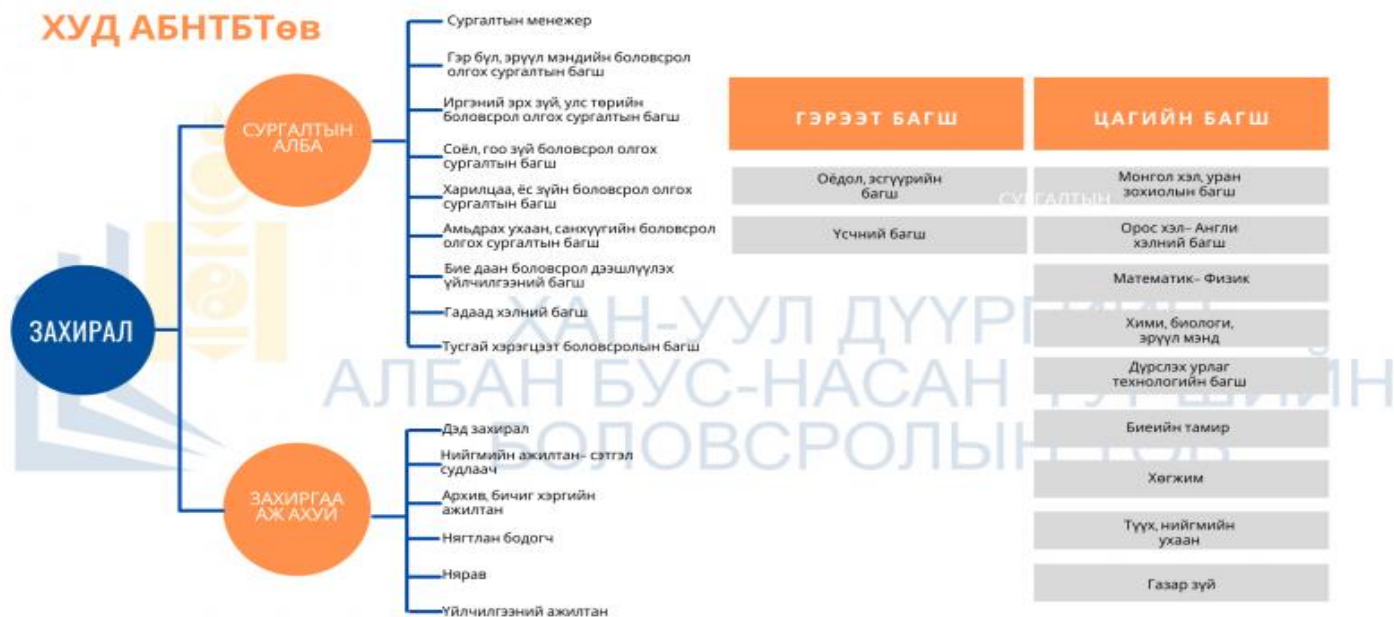 ХУД АБНТБТөв
ЗАХИРАЛ
СУРГАЛТЫН
АЛБА
Сургалтын менежер
Гэр бүл, эрүүл мэндийн боловсрол
олгох сургалтын багш
Иргэний эрх зүй, улс төрийн
боловсрол олгох сургалтын багш
Соёл, гоо зүй боловсрол олгох
сургалтын багш
Харилцаа, ёс зүйн боловсрол олгох
сургалтын багш
Амьдрах ухаан, санхүүгийн боловсрол
олгох сургалтын багш
Бие даан боловсрол дээшлүүлэх
үйлчилгээний багш
Гадаад хэлний багш
Тусгай хэрэгцээт боловсролын багш
ЗАХИРГАА
АЖ АХУЙ
Дэд захирал
Нийгмийн ажилтан– сэтгэл
судлаач
Архив, бичиг хэргийн
ажилтан
Нягтлан бодогч
Нярав
Үйлчилгээний ажилтан
ГЭРЭЭТ БАГШ
Оёдол, эсгүүрийн
багш
Үсчний багш
ЦАГИЙН БАГШ
Монгол хэл, уран
зохиолын багш
Орос хэл– Англи
хэлний багш
Математик– Физик
Хими, биологи,
эрүүл мэнд
Дүрслэх урлаг
технологийн багш
Биеийн тамир
Хөгжим
Түүх, нийгмийн
ухаан
Газар зүй
СУРГАЛТЫН
ХАН-УУЛ
АЛБАН БУС-НАСАН
БОЛОВСРОЛЫН ТӨВ